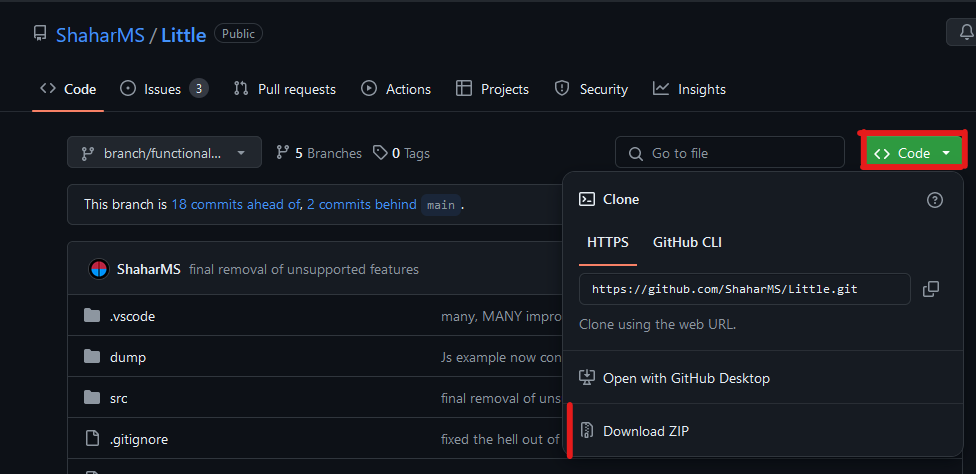 ShaharMS / Little Public
Code Issues 3 Pull requests Actions Projects Security Insights
branch/functional... 5 Branches 0 Tags Go to file Code
This branch is 18 commits ahead of, 2 commits behind main.
Clone
HTTPS GitHub CLI
https://github.com/ShaharMS/Little.git
Clone using the web URL.
Open with GitHub Desktop
Download ZIP
ShaharMS final removal of unsupported features
.vscode many, MANY impro
dump Js example now con
src final removal of uns
.gitignore fixed the hell out of